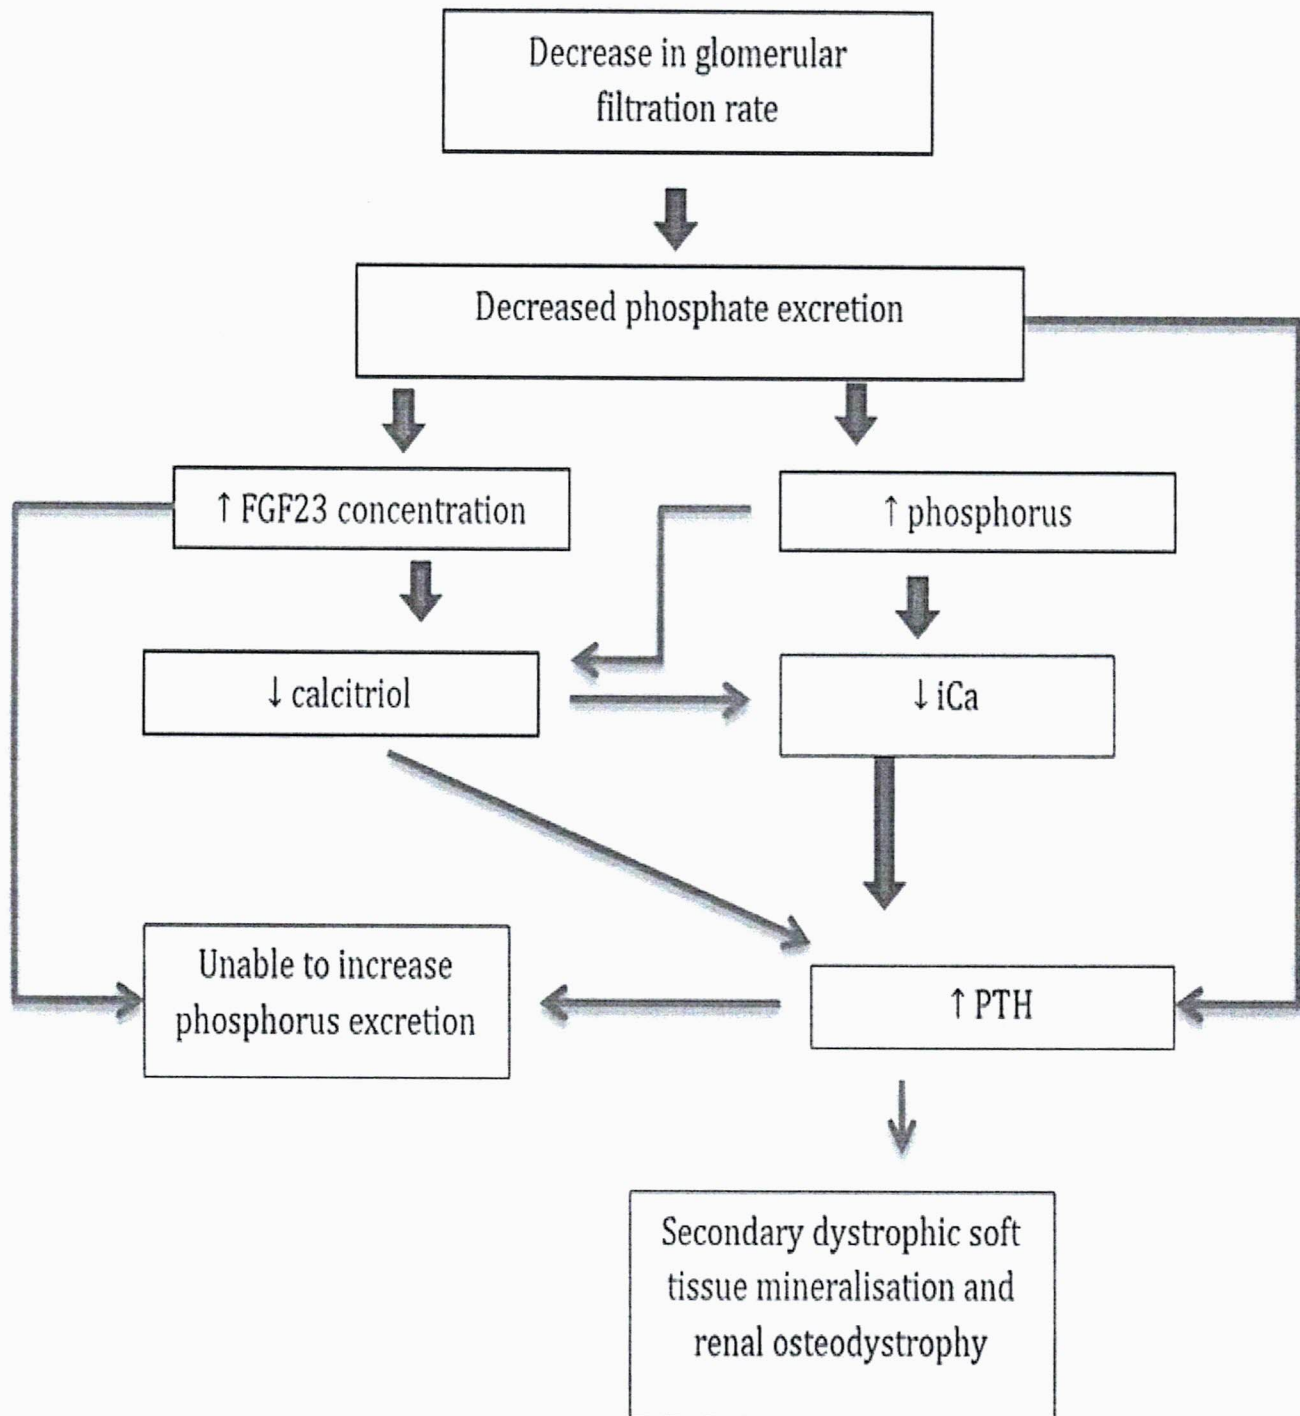 Decrease in glomerular
filtration rate
Decreased phosphate excretion
↑ FGF23 concentration
↑ phosphorus
↓ calcitriol
↓ iCa
Unable to increase
phosphorus excretion
↑ PTH
Secondary dystrophic soft
tissue mineralisation and
renal osteodystrophy